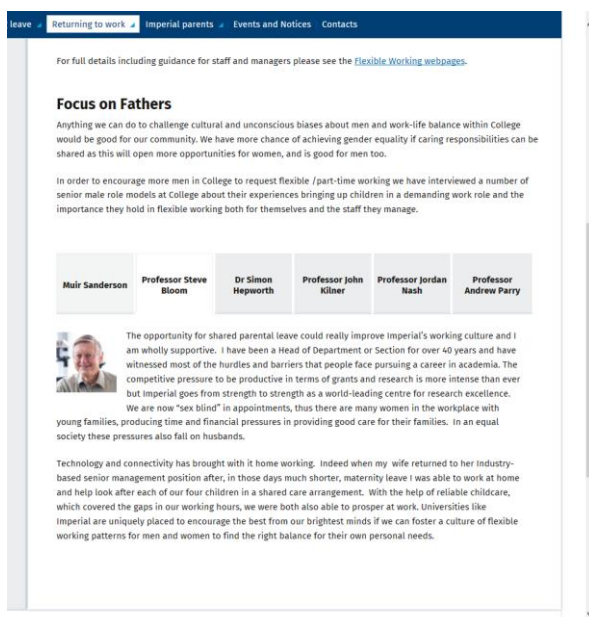 leave Returning to work Imperial parents Events and Notices Contacts
For full details including guidance for staff and managers please see the Flexible Working webpages.
Focus on Fathers
Anything we can do to challenge cultural and unconscious biases about men and work-life balance within College
would be good for our community. We have more chance of achieving gender equality if caring responsibilities can be
shared as this will open more opportunities for women, and is good for men too.
In order to encourage more men in College to request flexible /part-time working we have interviewed a number of
senior male role models at College about their experiences bringing up children in a demanding work role and the
importance they hold in flexible working both for themselves and the staff they manage.
Muir Sanderson
Professor Steve
Bloom
Dr Simon
Hepworth
Professor John
Kilner
Professor Jordan
Nash
Professor
Andrew Parry
The opportunity for shared parental leave could really improve Imperial's working culture and I
am wholly supportive. I have been a Head of Department or Section for over 40 years and have
witnessed most of the hurdles and barriers that people face pursuing a career in academia. The
competitive pressure to be productive in terms of grants and research is more intense than ever
but Imperial goes from strength to strength as a world-leading centre for research excellence.
We are now "sex blind" in appointments, thus there are many women in the workplace with
young families, producing time and financial pressures in providing good care for their families. In an equal
society these pressures also fall on husbands.
Technology and connectivity has brought with it home working. Indeed when my wife returned to her Industry-
based senior management position after, in those days much shorter, maternity leave I was able to work at home
and help look after each of our four children in a shared care arrangement. With the help of reliable childcare,
which covered the gaps in our working hours, we were both also able to prosper at work. Universities like
Imperial are uniquely placed to encourage the best from our brightest minds if we can foster a culture of flexible
working patterns for men and women to find the right balance for their own personal needs.